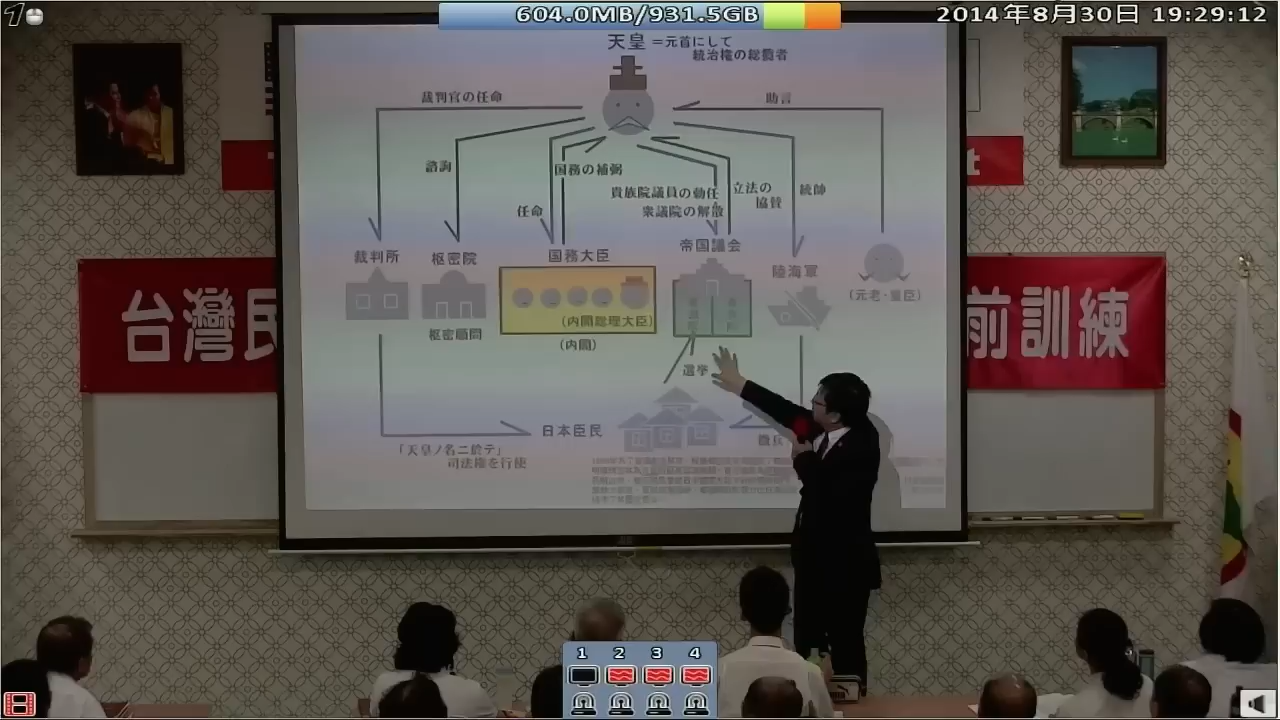 604.0MB/931.5GB
2014年8月30日 19:29:12
天皇 =元首にして
統治権の総覧者
裁判官の任命
助言
諮詢
国務の補弼
貴族院議員の勅任
衆議院の解散
立法の
協賛
統帥
任命
裁判所
枢密院
国務大臣
帝国議会
陸海軍
(内閣総理大臣)
(元老・重臣)
枢密顧問
(内閣)
選挙
日本臣民
徴兵
「天皇ノ名ニ於テ」
司法権を行使
台灣民
前訓練
t
1 2 3 4